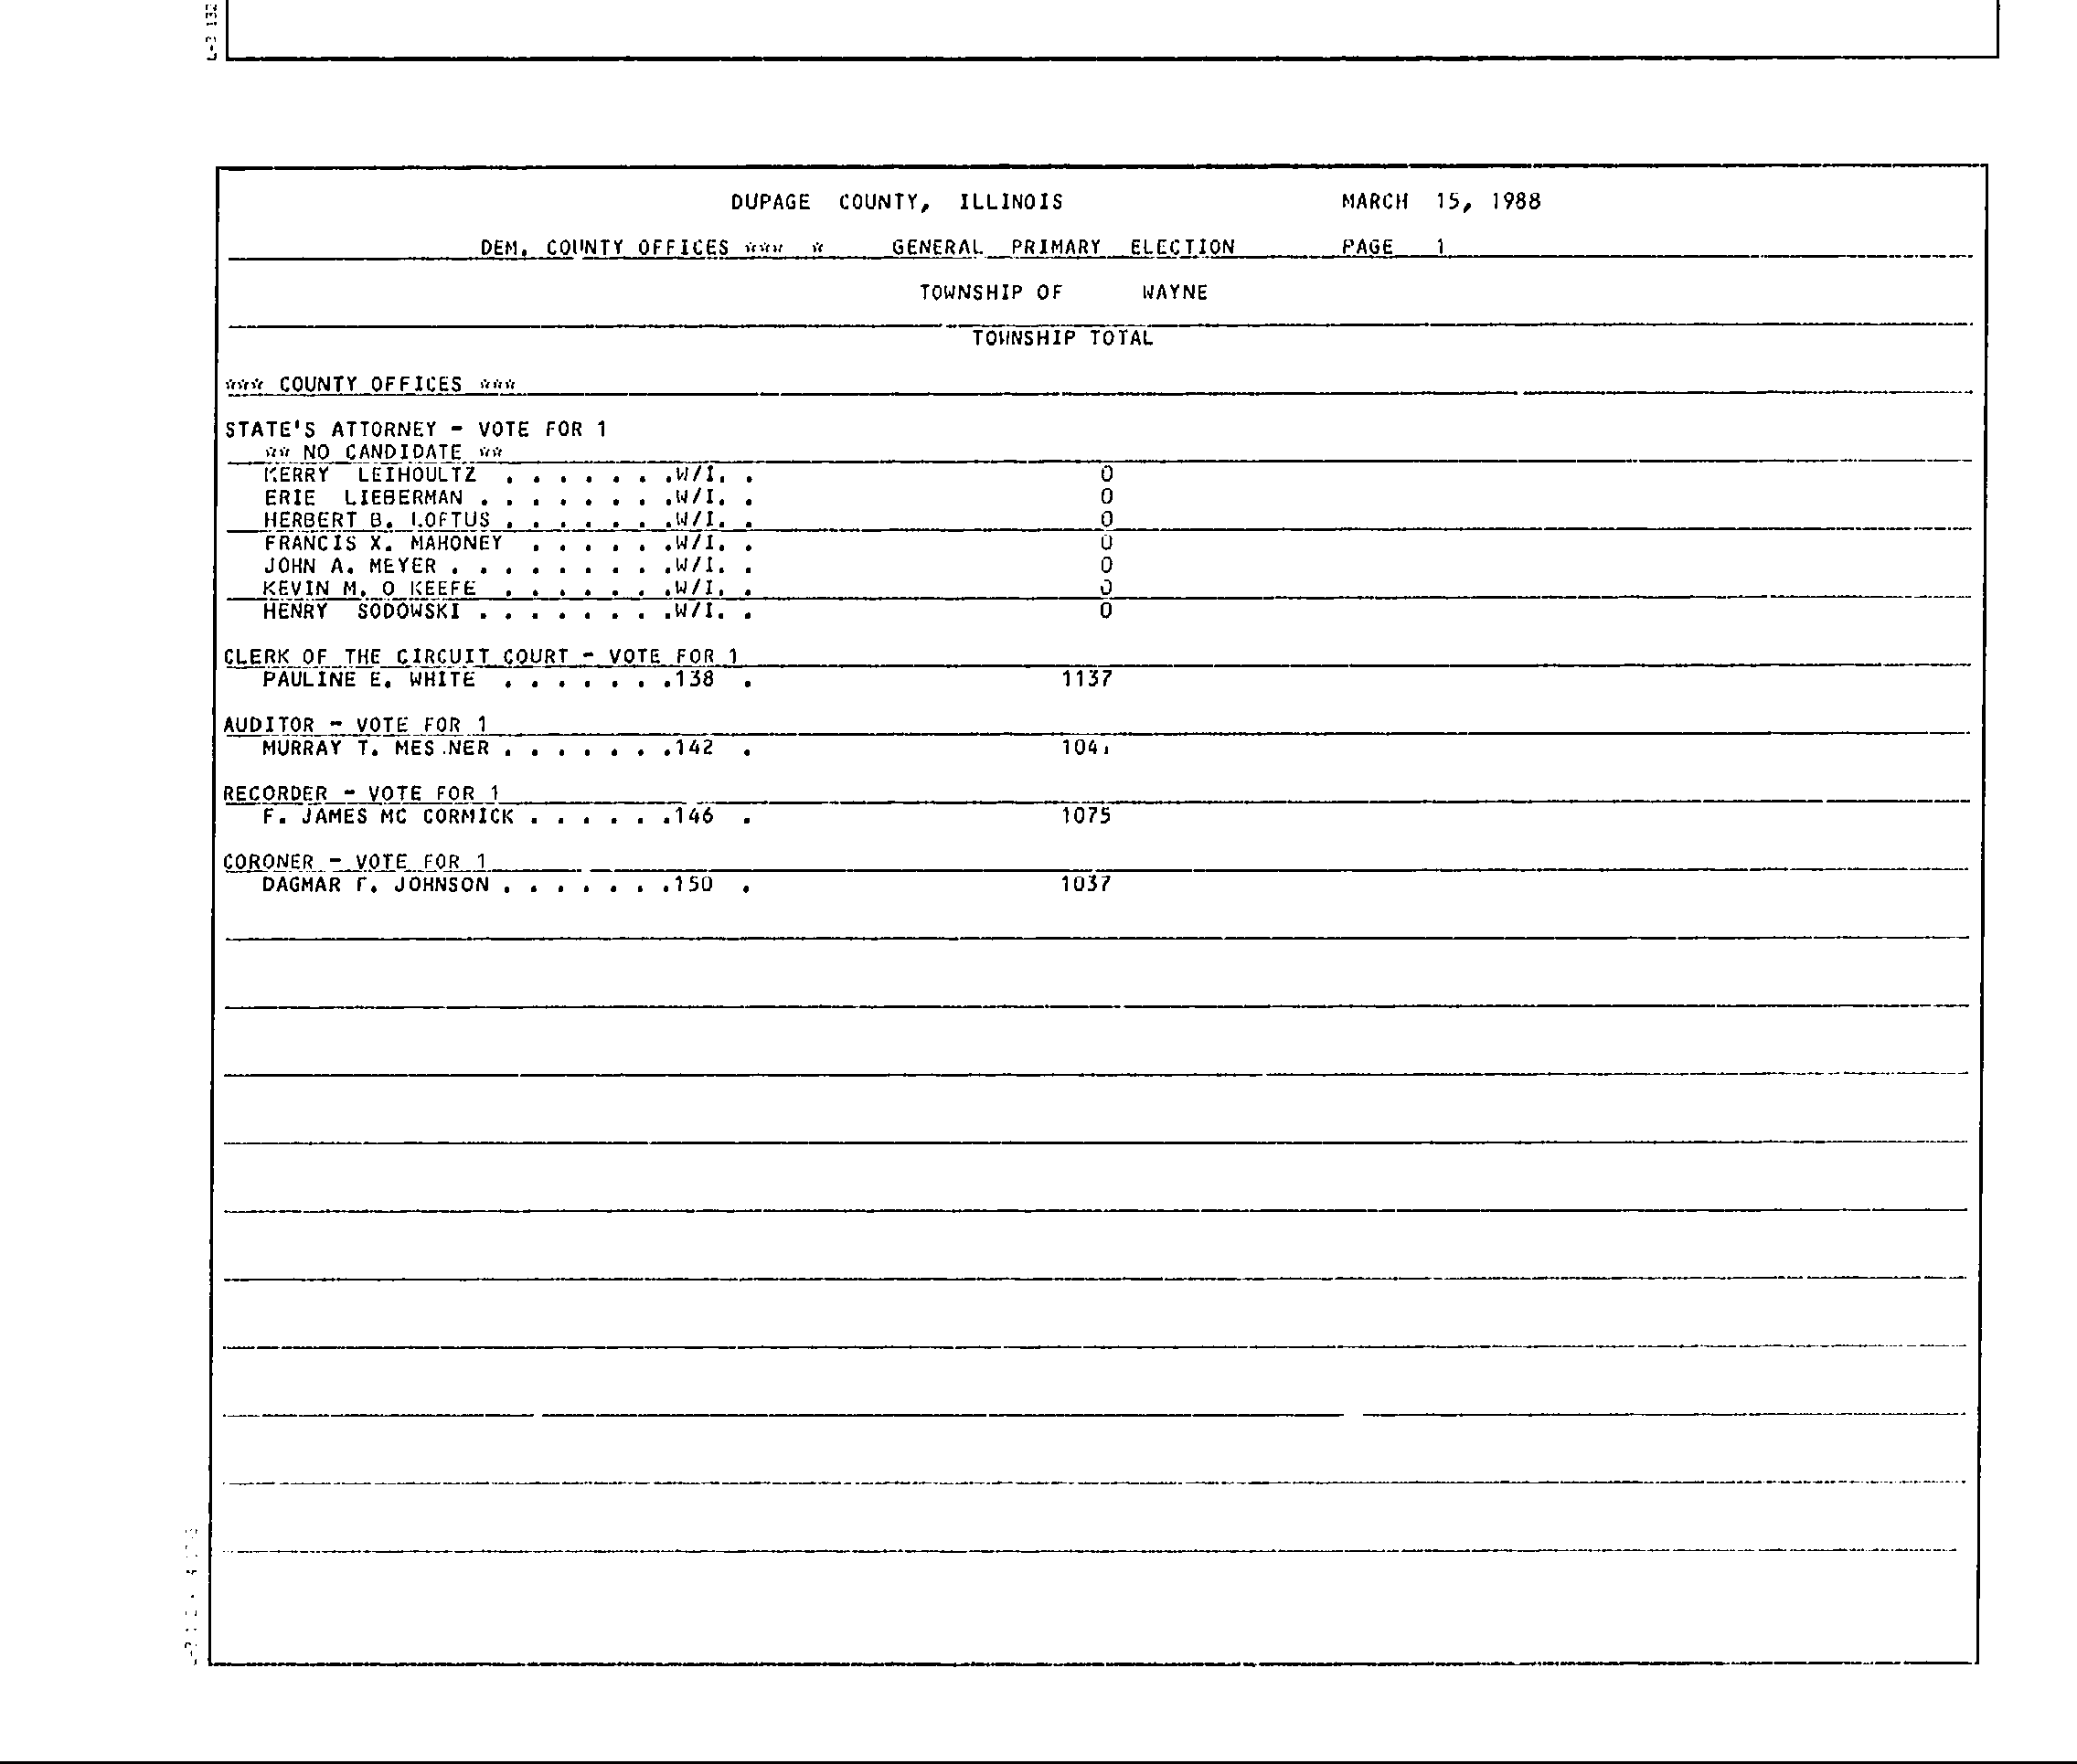 DUPAGE COUNTY, ILLINOIS MARCH 15, 1988
DEM. COUNTY OFFICES *** * GENERAL PRIMARY ELECTION PAGE 1
TOWNSHIP OF WAYNE
TOWNSHIP TOTAL
*** COUNTY OFFICES ***
STATE'S ATTORNEY - VOTE FOR 1
** NO CANDIDATE **
KERRY LEIHOULTZ . . . . . . .W/I. . 0
ERIE LIEBERMAN . . . . . . . .W/I. . 0
HERBERT B. LOFTUS . . . . . . .W/I. . 0
FRANCIS X. MAHONEY . . . . . .W/I. . 0
JOHN A. MEYER . . . . . . . . .W/I. . 0
KEVIN M. O KEEFE . . . . . . .W/I. . 0
HENRY SODOWSKI . . . . . . . .W/I. . 0
CLERK OF THE CIRCUIT COURT - VOTE FOR 1
PAULINE E. WHITE . . . . . . .138 . 1137
AUDITOR - VOTE FOR 1
MURRAY T. . . . . . . .142 .
RECORDER - VOTE FOR 1
F. JAMES MC CORMICK . . . . . .146 . 1075
CORONER - VOTE FOR 1
DAGMAR F. JOHNSON . . . . . . .150 . 1037